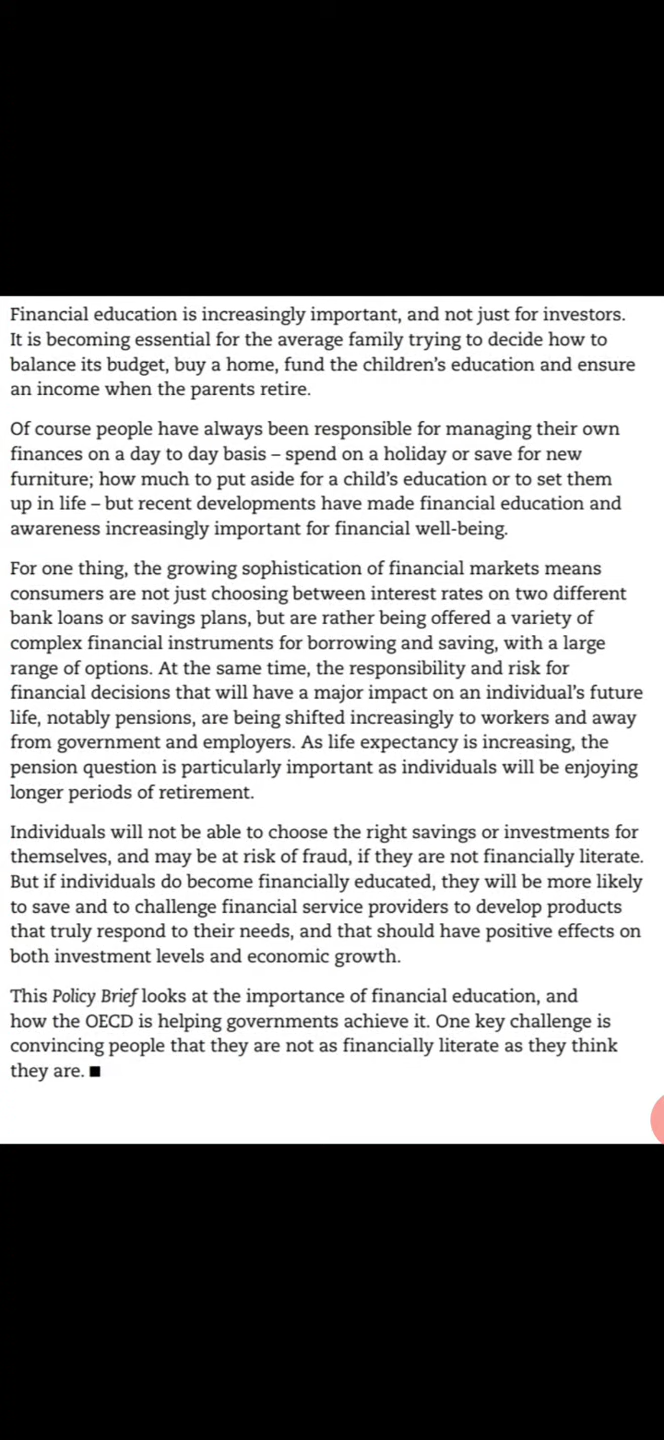 Financial education is increasingly important, and not just for investors.
It is becoming essential for the average family trying to decide how to
balance its budget, buy a home, fund the children's education and ensure
an income when the parents retire.
Of course people have always been responsible for managing their own
finances on a day to day basis – spend on a holiday or save for new
furniture; how much to put aside for a child's education or to set them
up in life – but recent developments have made financial education and
awareness increasingly important for financial well-being.
For one thing, the growing sophistication of financial markets means
consumers are not just choosing between interest rates on two different
bank loans or savings plans, but are rather being offered a variety of
complex financial instruments for borrowing and saving, with a large
range of options. At the same time, the responsibility and risk for
financial decisions that will have a major impact on an individual's future
life, notably pensions, are being shifted increasingly to workers and away
from government and employers. As life expectancy is increasing, the
pension question is particularly important as individuals will be enjoying
longer periods of retirement.
Individuals will not be able to choose the right savings or investments for
themselves, and may be at risk of fraud, if they are not financially literate.
But if individuals do become financially educated, they will be more likely
to save and to challenge financial service providers to develop products
that truly respond to their needs, and that should have positive effects on
both investment levels and economic growth.
This Policy Brief looks at the importance of financial education, and
how the OECD is helping governments achieve it. One key challenge is
convincing people that they are not as financially literate as they think
they are. ■